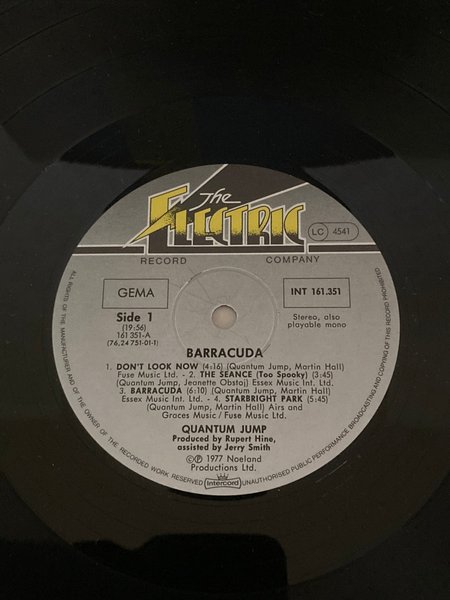 The
ELECTRIC
LC 4541
RECORD COMPANY
GEMA
INT 161.351
Side 1
(19:56)
161 351-A
(76,24 751-01-1)
Stereo, also
playable mono
BARRACUDA
1. DON'T LOOK NOW (4:16) (Quantum Jump, Martin Hall)
Fuse Music Ltd. - 2. THE SEANCE (Too Spooky) (3:45)
(Quantum Jump, Jeanette Obstoj) Essex Music Int. Ltd.
3. BARRACUDA (6:10) (Quantum Jump, Martin Hall)
Essex Music Int. Ltd. - 4. STARBRIGHT PARK (5:45)
(Quantum Jump, Martin Hall) Airs and
Graces Music / Fuse Music Ltd.
QUANTUM JUMP
Produced by Rupert Hine,
assisted by Jerry Smith
©℗ 1977 Noeland
Productions Ltd.
Intercord
ALL RIGHTS OF THE MANUFACTURER AND OF THE OWNER OF THE RECORDED WORK RESERVED
UNAUTHORISED PUBLIC PERFORMANCE BROADCASTING AND COPYING OF THIS RECORD PROHIBITED